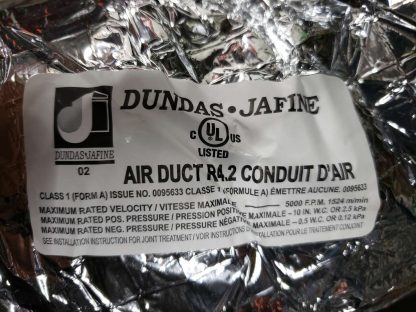 DUNDAS•JAFINE
C UL US
LISTED
DUNDAS•JAFINE
02
AIR DUCT R4.2 CONDUIT D'AIR
CLASS 1 (FORM A) ISSUE NO. 0095633 CLASSE 1 (FORMULE A) ÉMETTRE AUCUNE. 0095633
MAXIMUM RATED VELOCITY / VITESSE MAXIMALE 5000 F.P.M. 1524 m/min
MAXIMUM RATED POS. PRESSURE / PRESSION POSITIVE MAXIMALE – 10 IN. W.C. OR 2.5 kPa
MAXIMUM RATED NEG. PRESSURE / PRESSION NÉGATIVE MAXIMALE – 0.5 W.C. OR 0.12 kPa
SEE INSTALLATION INSTRUCTION FOR JOINT TREATMENT / VOIR INSTRUCTIONS D'INSTALLATION POUR LE TRAITEMENT CONJOINT